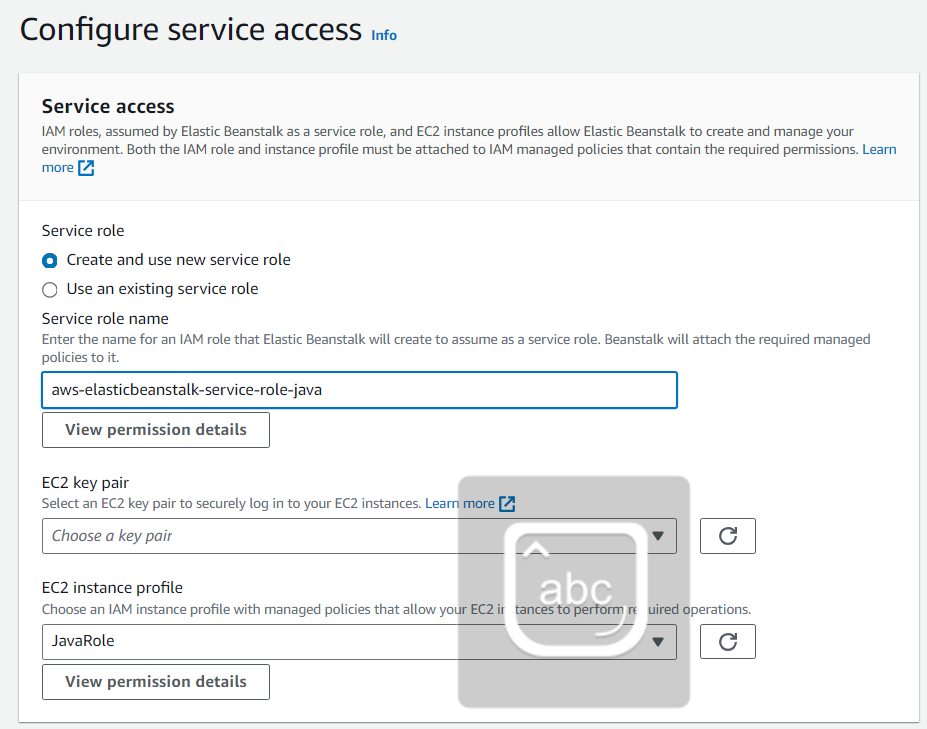 Configure service access Info
Service access
IAM roles, assumed by Elastic Beanstalk as a service role, and EC2 instance profiles allow Elastic Beanstalk to create and manage your
environment. Both the IAM role and instance profile must be attached to IAM managed policies that contain the required permissions. Learn
more
Service role
Create and use new service role
Use an existing service role
Service role name
Enter the name for an IAM role that Elastic Beanstalk will create to assume as a service role. Beanstalk will attach the required managed
policies to it.
aws-elasticbeanstalk-service-role-java
View permission details
EC2 key pair
Select an EC2 key pair to securely log in to your EC2 instances. Learn more
Choose a key pair
abc
EC2 instance profile
Choose an IAM instance profile with managed policies that allow your EC2 instances to perform required operations.
JavaRole
View permission details